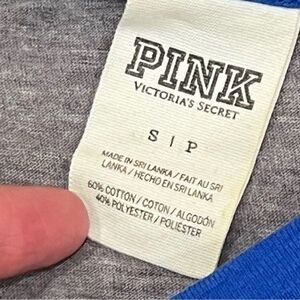 PINK
VICTORIA'S SECRET
S | P
MADE IN SRI LANKA / FAIT AU SRI
LANKA / HECHO EN SRI LANKA
60% COTTON / COTON / ALGODÓN
40% POLYESTER / POLIÉSTER